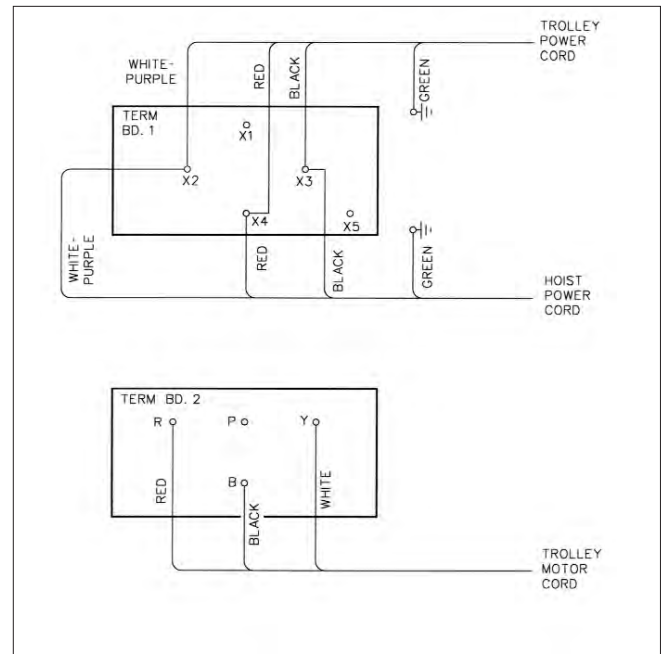 TROLLEY
POWER
CORD
WHITE-
PURPLE
RED
BLACK
GREEN
TERM
BD. 1
X1
X2
X3
X4
X5
WHITE-
PURPLE
RED
BLACK
GREEN
HOIST
POWER
CORD
TERM BD. 2
R
P
Y
B
RED
BLACK
WHITE
TROLLEY
MOTOR
CORD